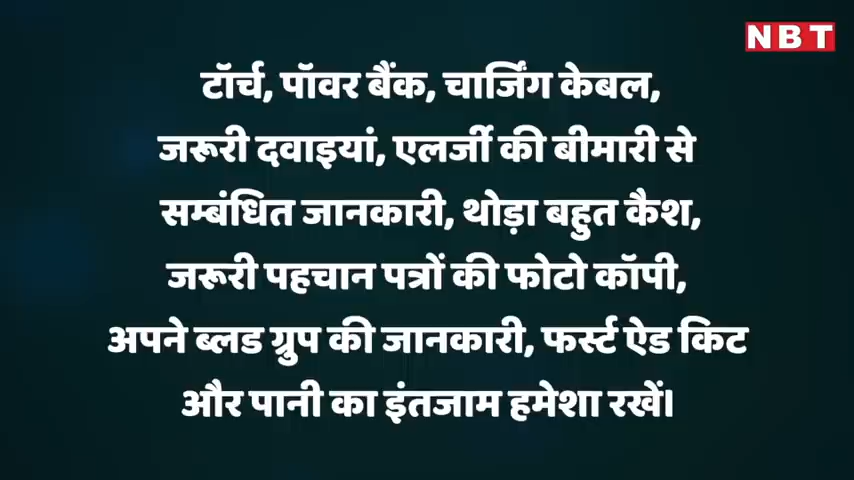 NBT
टॉर्च, पॉवर बैंक, चार्जिंग केबल,
जरूरी दवाइयां, एलर्जी की बीमारी से
सम्बंधित जानकारी, थोड़ा बहुत कैश,
जरूरी पहचान पत्रों की फोटो कॉपी,
अपने ब्लड ग्रुप की जानकारी, फर्स्ट ऐड किट
और पानी का इंतजाम हमेशा रखें।